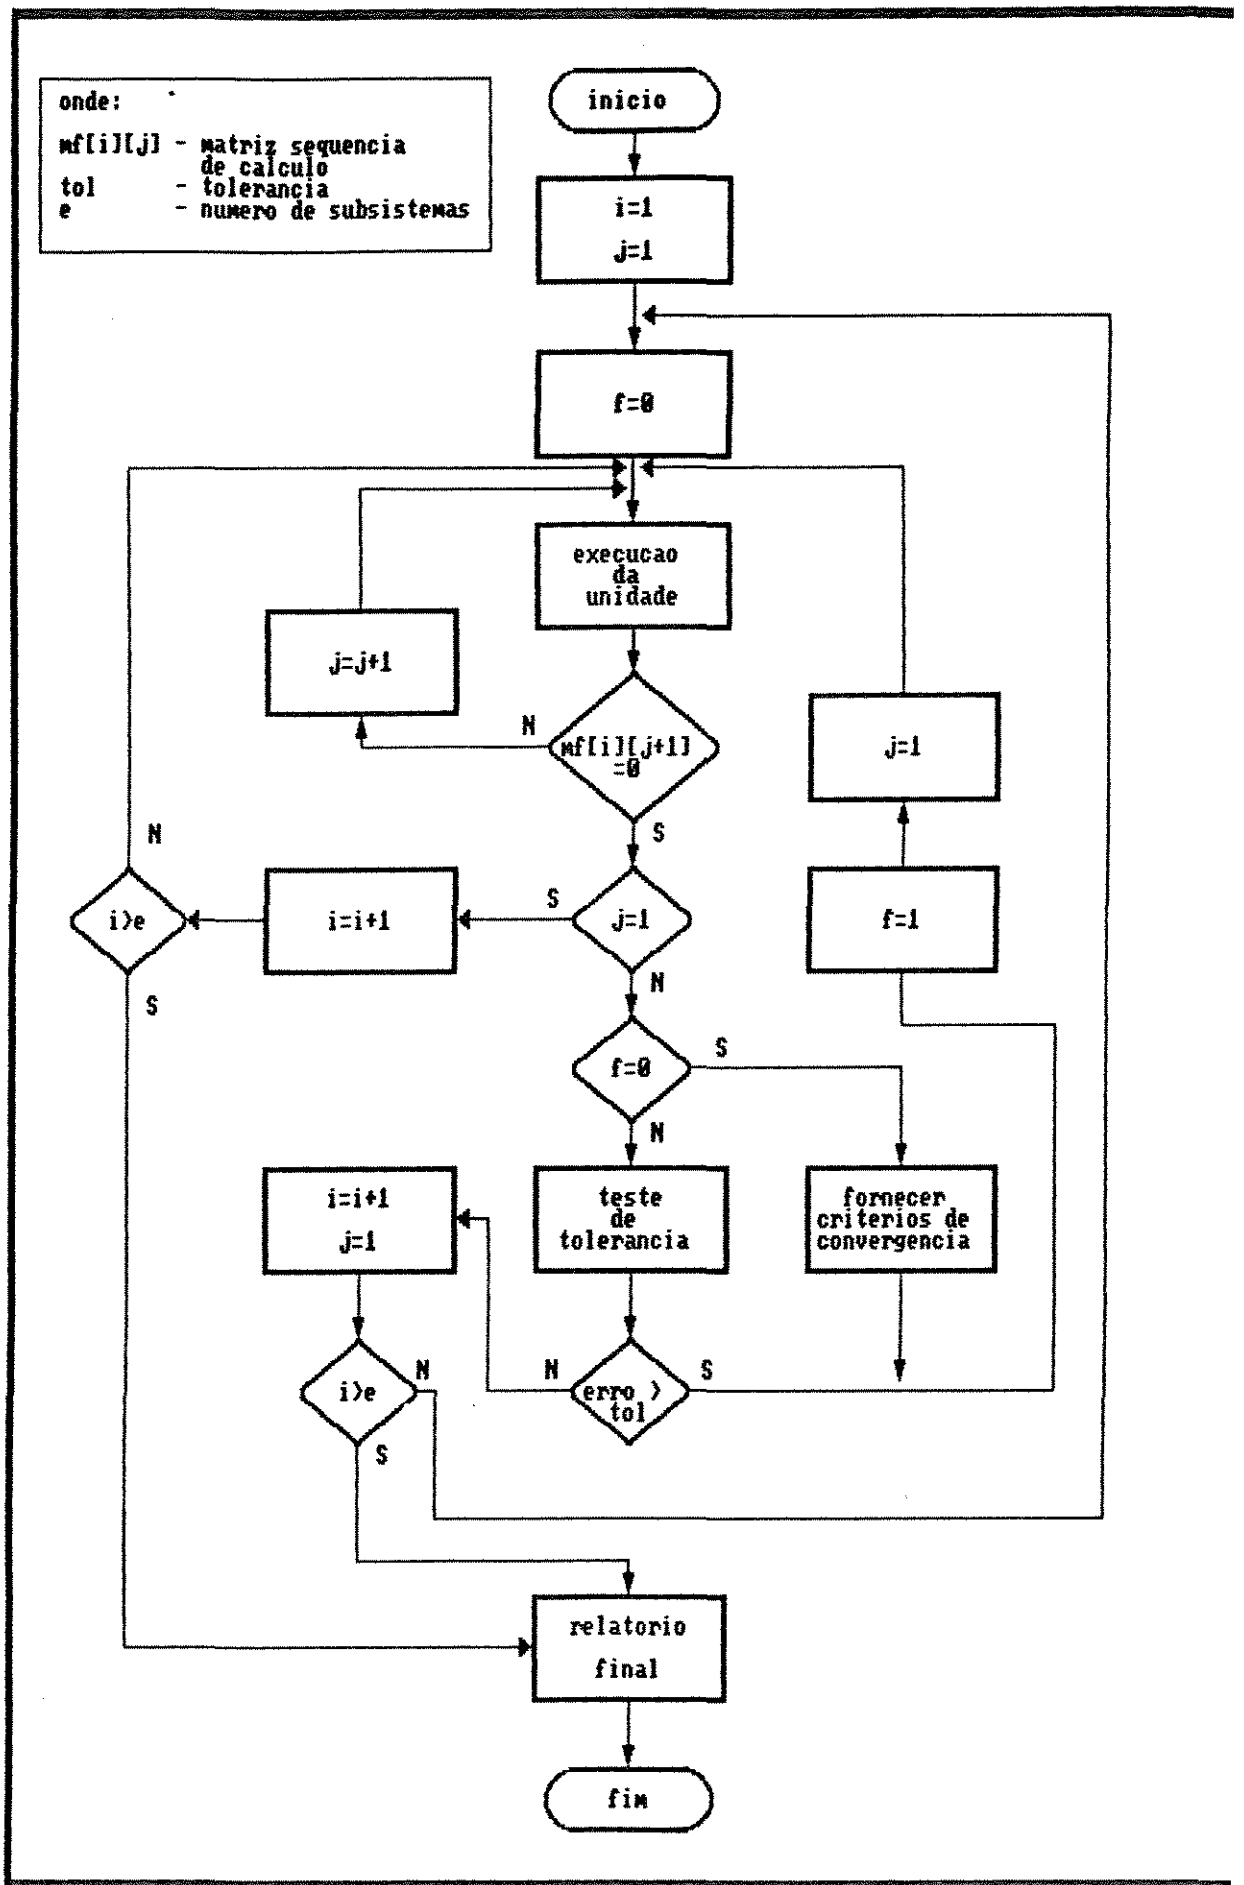 onde:
mf[i][j] - matriz sequencia
de calculo
tol - tolerancia
e - numero de subsistemas
inicio
i=1
j=1
f=0
execucao
da
unidade
j=j+1
N
mf[i][j+1]
=0
j=1
S
N
i>e
i=i+1
S
j=1
f=1
S
N
f=0
S
N
i=i+1
j=1
teste
de
tolerancia
fornecer
criterios de
convergencia
i>e
N
N
erro >
tol
S
S
relatorio
final
fim